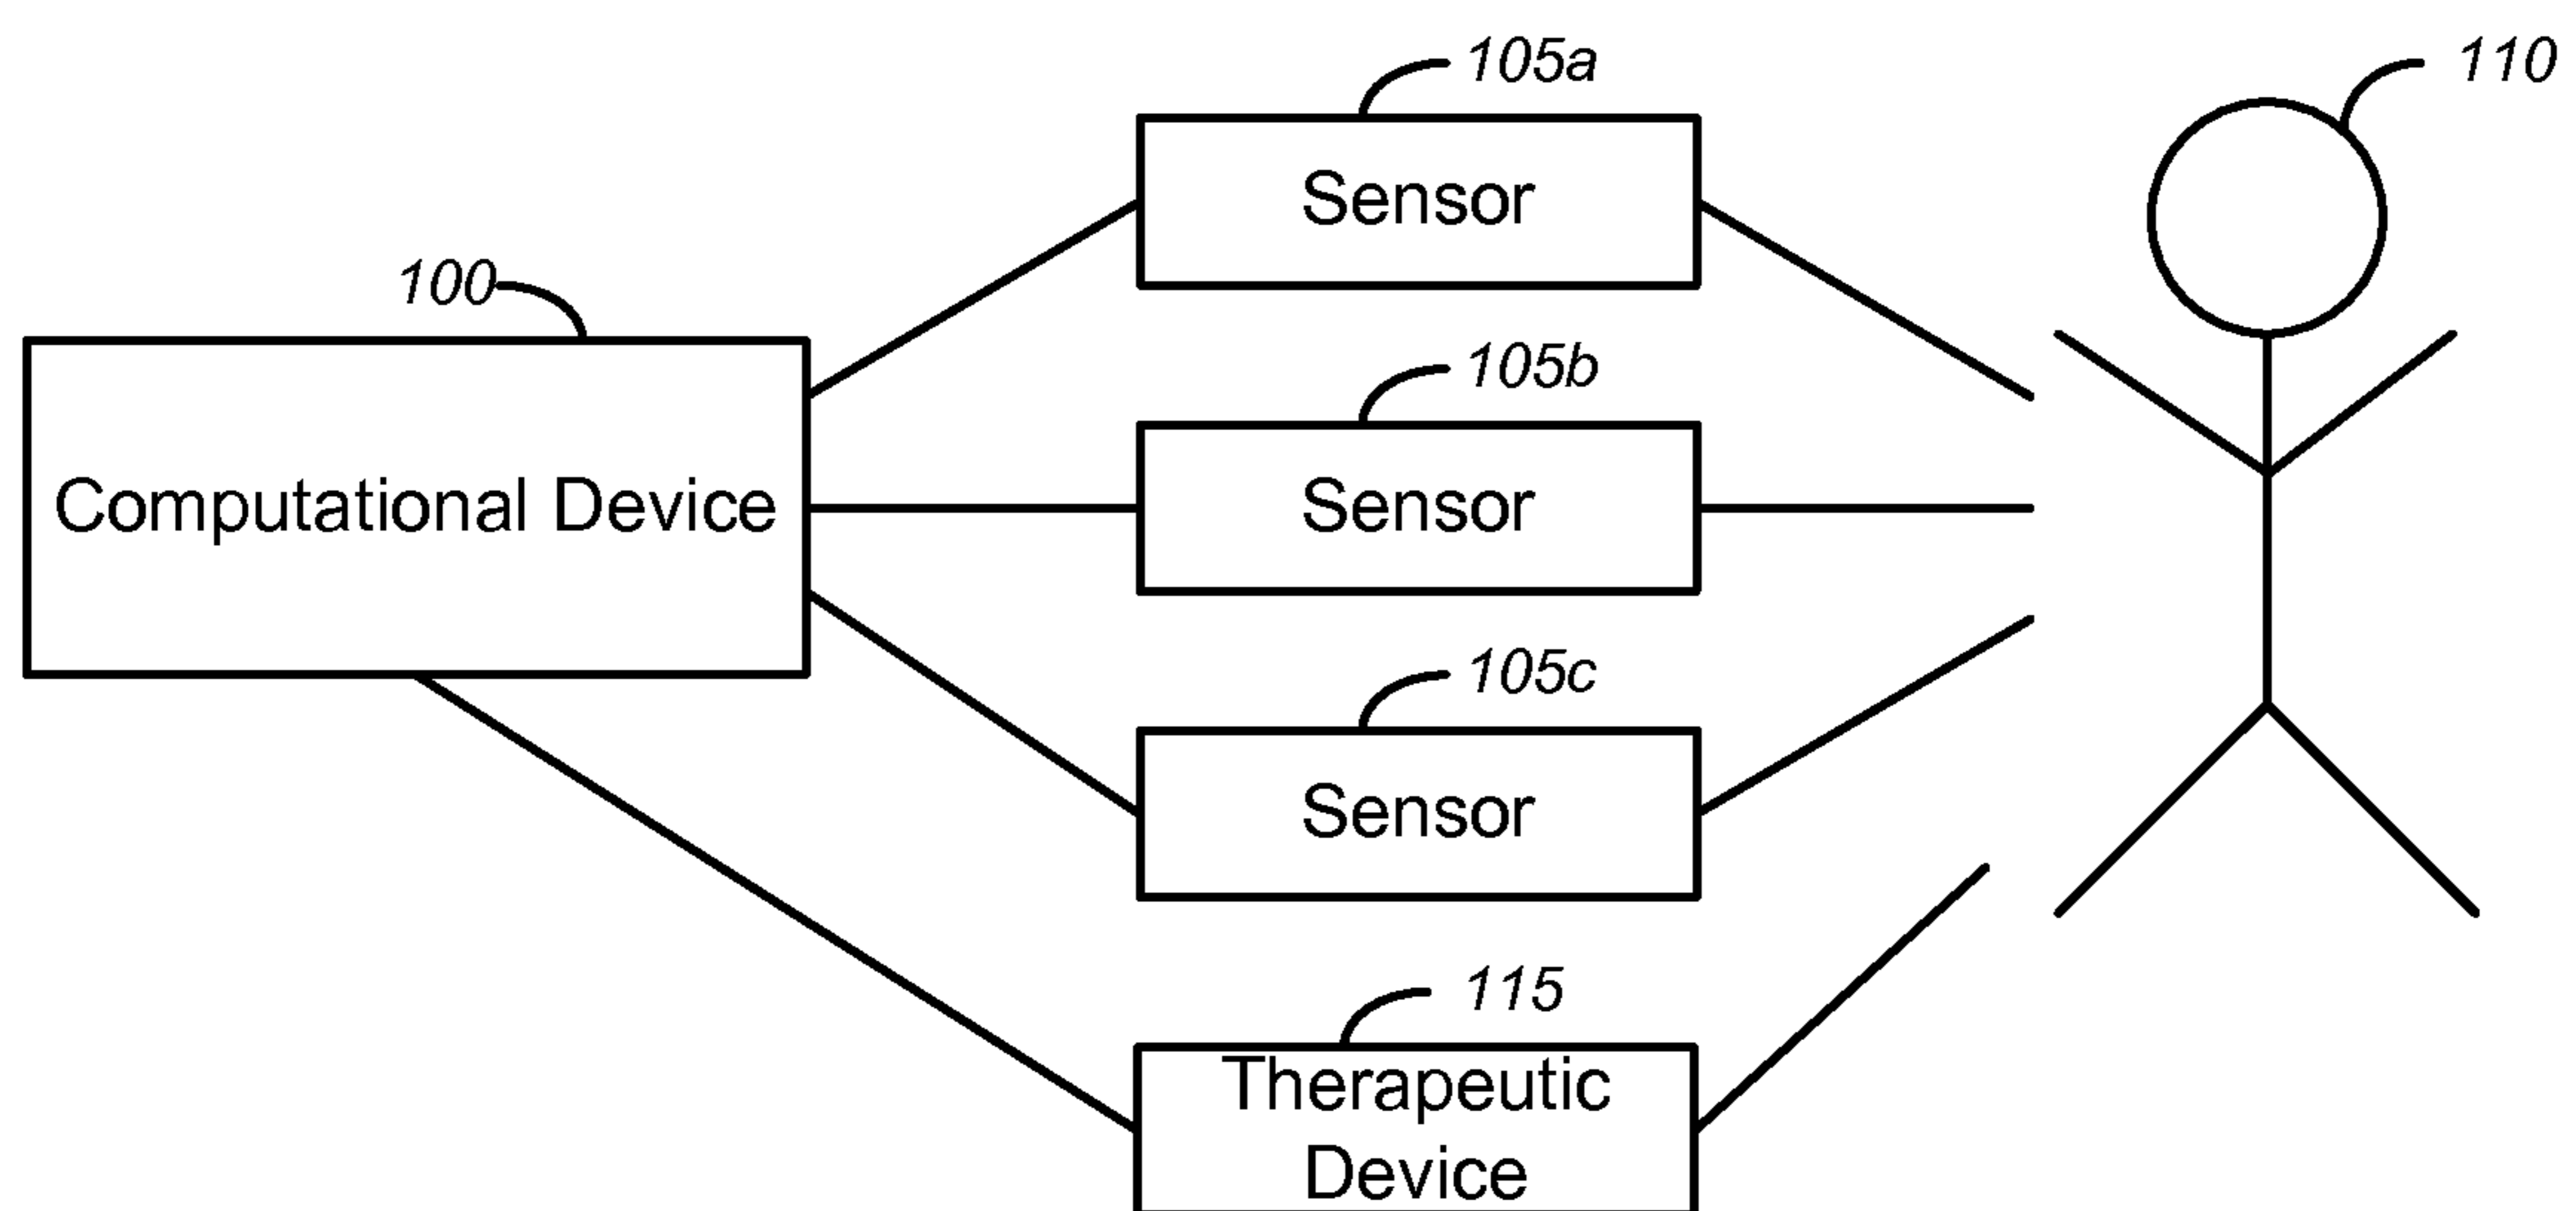 105a
110
Sensor
100
105b
Computational Device
Sensor
105c
Sensor
115
Therapeutic
Device